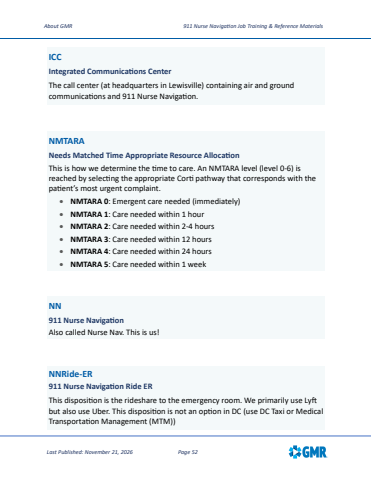 About GMR
911 Nurse Navigation Job Training & Reference Materials
ICC
Integrated Communications Center
The call center (at headquarters in Lewisville) containing air and ground
communications and 911 Nurse Navigation.
NMTARA
Needs Matched Time Appropriate Resource Allocation
This is how we determine the time to care. An NMTARA level (level 0-6) is
reached by selecting the appropriate Corti pathway that corresponds with the
patient's most urgent complaint.
• NMTARA 0: Emergent care needed (immediately)
• NMTARA 1: Care needed within 1 hour
• NMTARA 2: Care needed within 2-4 hours
• NMTARA 3: Care needed within 12 hours
• NMTARA 4: Care needed within 24 hours
• NMTARA 5: Care needed within 1 week
NN
911 Nurse Navigation
Also called Nurse Nav. This is us!
NNRide-ER
911 Nurse Navigation Ride ER
This disposition is the rideshare to the emergency room. We primarily use Lyft
but also use Uber. This disposition is not an option in DC (use DC Taxi or Medical
Transportation Management (MTM))
Last Published: November 21, 2026
Page 52
GMR